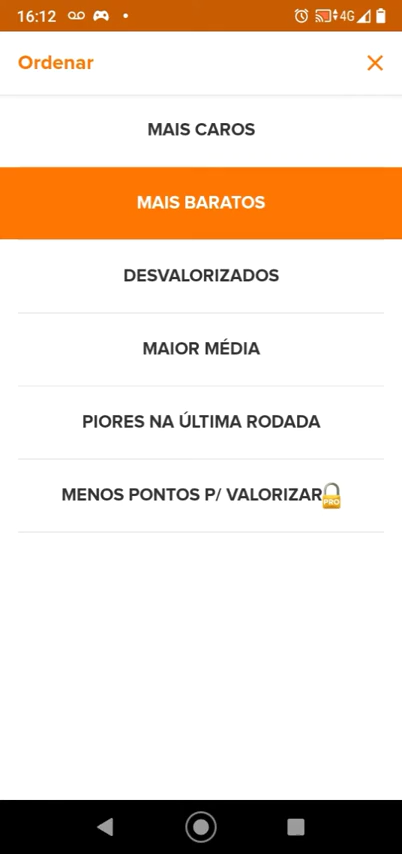 16:12 4G
Ordenar
MAIS CAROS
MAIS BARATOS
DESVALORIZADOS
MAIOR MÉDIA
PIORES NA ÚLTIMA RODADA
MENOS PONTOS P/ VALORIZAR PRO